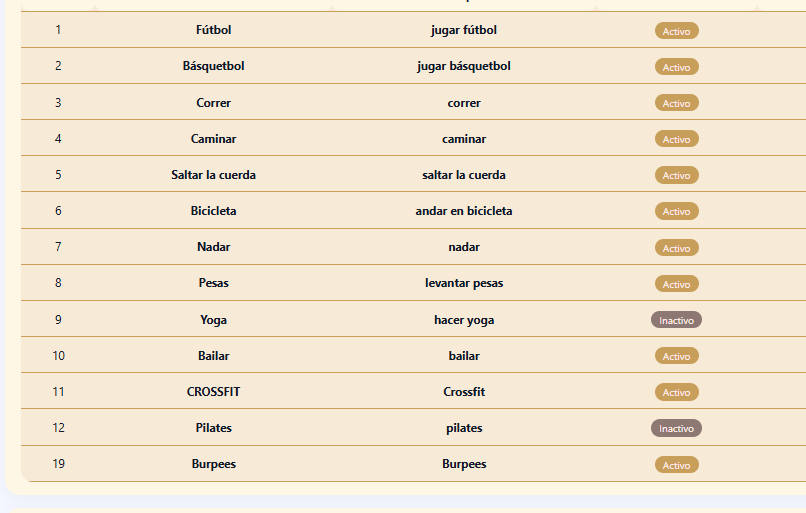 1 Fútbol jugar fútbol Activo
2 Básquetbol jugar básquetbol Activo
3 Correr correr Activo
4 Caminar caminar Activo
5 Saltar la cuerda saltar la cuerda Activo
6 Bicicleta andar en bicicleta Activo
7 Nadar nadar Activo
8 Pesas levantar pesas Activo
9 Yoga hacer yoga Inactivo
10 Bailar bailar Activo
11 CROSSFIT Crossfit Activo
12 Pilates pilates Inactivo
19 Burpees Burpees Activo